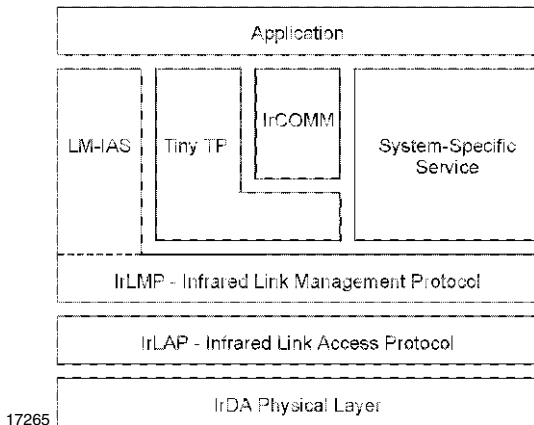 Application
LM-IAS
Tiny TP
IrCOMM
System-Specific
Service
IrLMP - Infrared Link Management Protocol
IrLAP - Infrared Link Access Protocol
IrDA Physical Layer
17265